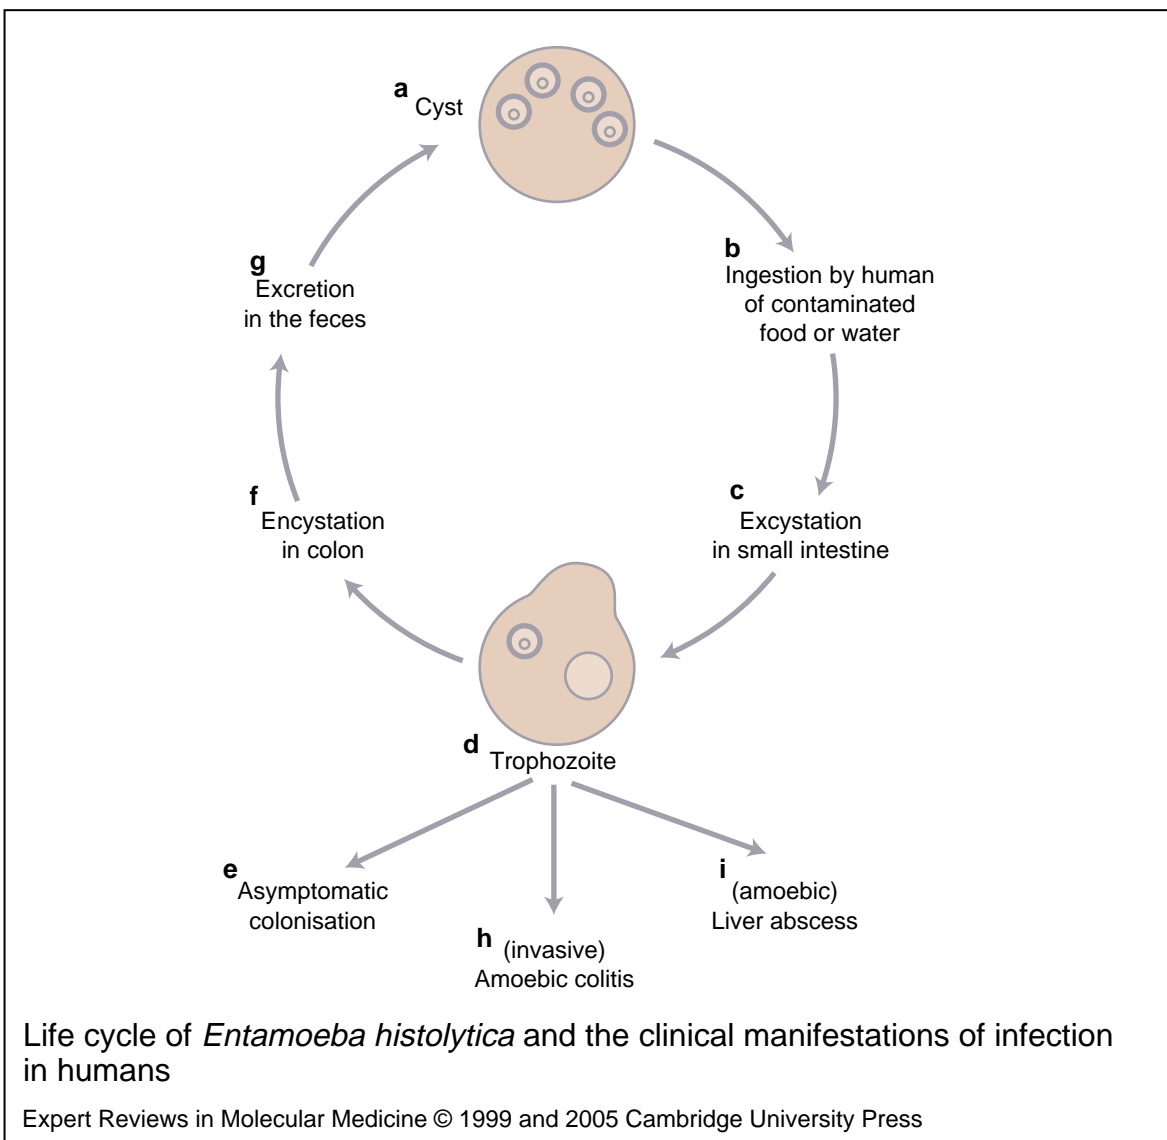 a Cyst
b
Ingestion by human
of contaminated
food or water
c
Excystation
in small intestine
d Trophozoite
e Asymptomatic
colonisation
f
Encystation
in colon
g
Excretion
in the feces
h (invasive)
Amoebic colitis
i
(amoebic)
Liver abscess
Life cycle of Entamoeba histolytica and the clinical manifestations of infection
in humans
Expert Reviews in Molecular Medicine © 1999 and 2005 Cambridge University Press